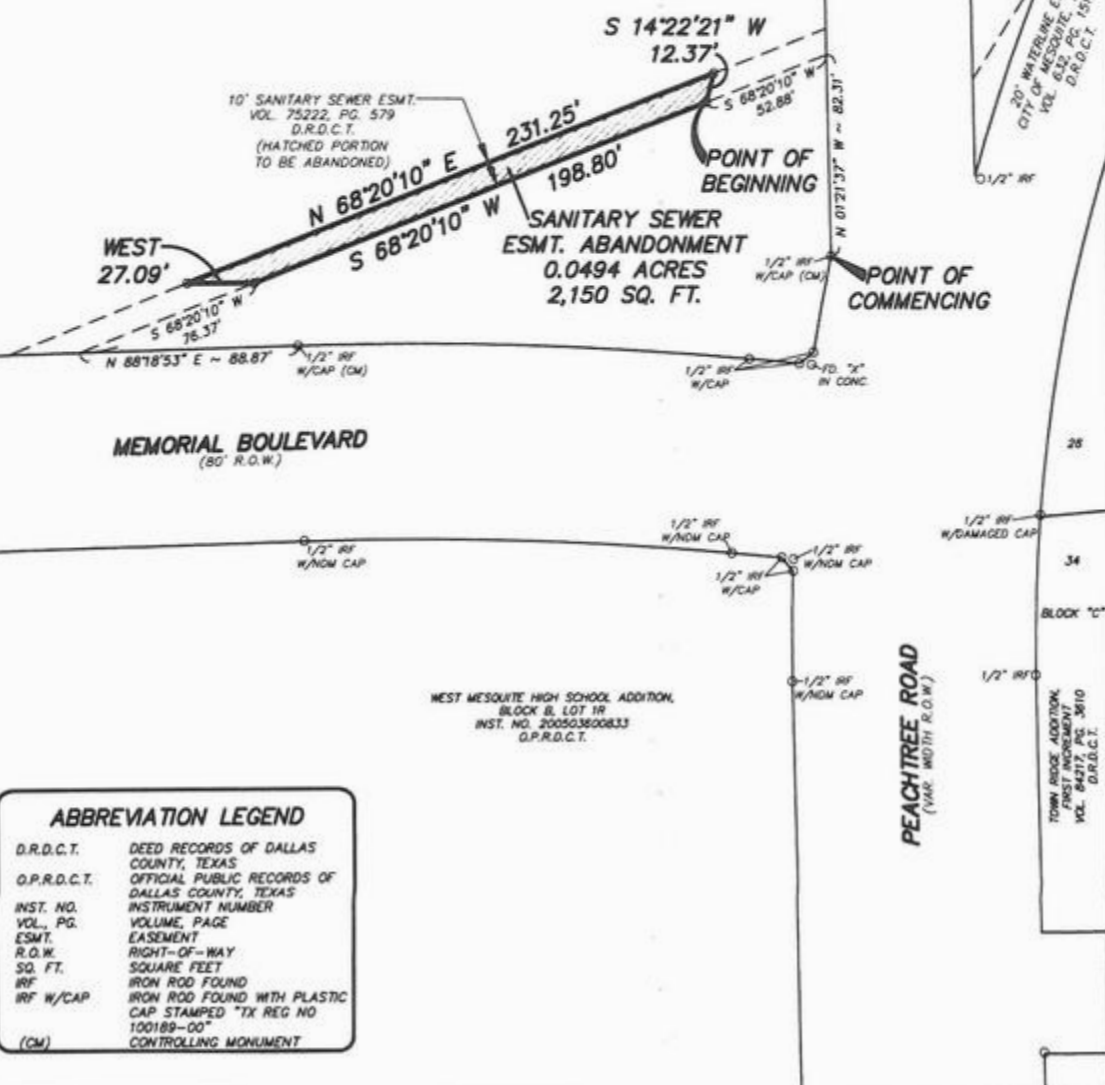 S 14°22'21" W
12.37'
20' WATERLINE E
CITY OF MESQUITE,
VOL. 632, PG. 151
D.R.D.C.T.
10' SANITARY SEWER ESMT.
VOL. 75222, PG. 579
D.R.D.C.T.
(HATCHED PORTION
TO BE ABANDONED)
231.25'
N 68°20'10" E
198.80'
S 68°20'10" W
S 68°20'10" W
52.88'
N 01°21'37" W ~ 82.31'
POINT OF
BEGINNING
1/2" IRF
WEST
27.09'
SANITARY SEWER
ESMT. ABANDONMENT
0.0494 ACRES
2,150 SQ. FT.
1/2" IRF
W/CAP (CM)
POINT OF
COMMENCING
S 68°20'10" W
76.37'
N 88°18'53" E ~ 88.87'
1/2" IRF
W/CAP (CM)
1/2" IRF
W/CAP
FD. "X"
IN CONC.
MEMORIAL BOULEVARD
(80' R.O.W.)
26
1/2" IRF
W/NDM CAP
1/2" IRF
W/NDM CAP
1/2" IRF
W/CAP
1/2" IRF
W/NDM CAP
1/2" IRF
W/DAMAGED CAP
34
BLOCK "C"
1/2" IRF
W/NDM CAP
1/2" IRF
WEST MESQUITE HIGH SCHOOL ADDITION,
BLOCK B, LOT 1R
INST. NO. 200503600833
O.P.R.D.C.T.
PEACHTREE ROAD
(VAR. WIDTH R.O.W.)
TOWN RIDGE ADDITION,
FIRST INCREMENT
VOL. 84217, PG. 3610
D.R.D.C.T.
ABBREVIATION LEGEND
D.R.D.C.T. DEED RECORDS OF DALLAS
COUNTY, TEXAS
O.P.R.D.C.T. OFFICIAL PUBLIC RECORDS OF
DALLAS COUNTY, TEXAS
INST. NO. INSTRUMENT NUMBER
VOL., PG. VOLUME, PAGE
ESMT. EASEMENT
R.O.W. RIGHT-OF-WAY
SQ. FT. SQUARE FEET
IRF IRON ROD FOUND
IRF W/CAP IRON ROD FOUND WITH PLASTIC
CAP STAMPED "TX REG NO
100189-00"
(CM) CONTROLLING MONUMENT